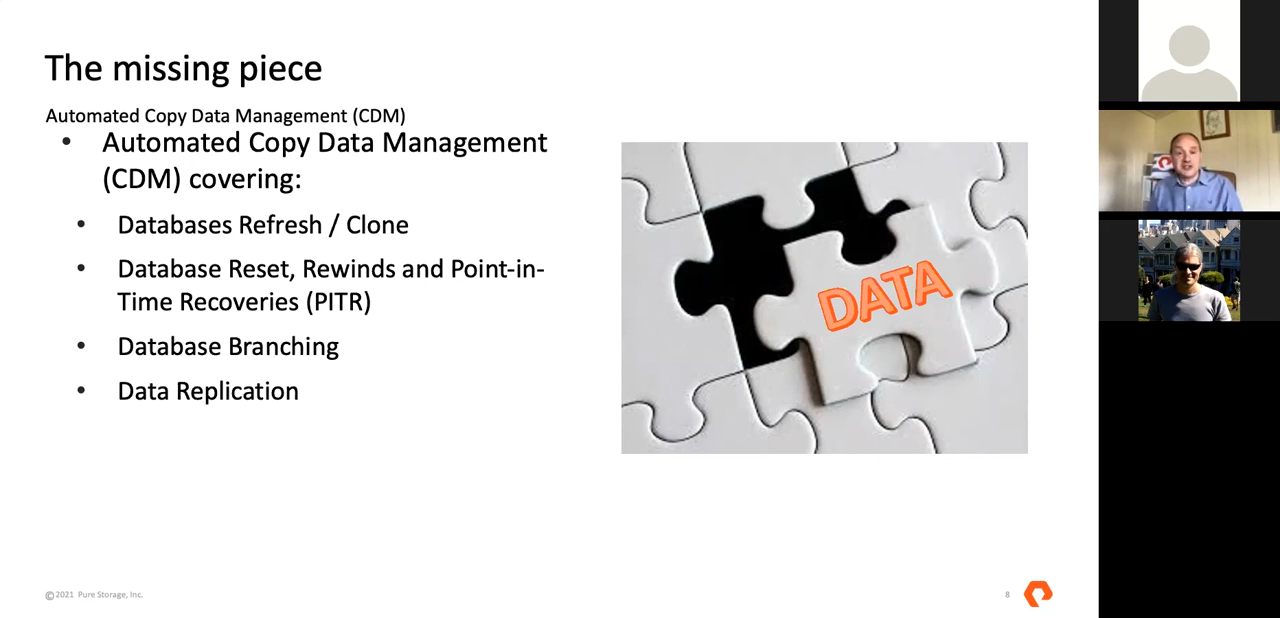 The missing piece
Automated Copy Data Management (CDM)
• Automated Copy Data Management
(CDM) covering:
• Databases Refresh / Clone
• Database Reset, Rewinds and Point-in-
Time Recoveries (PITR)
• Database Branching
• Data Replication
DATA
© 2021 Pure Storage, Inc.
8